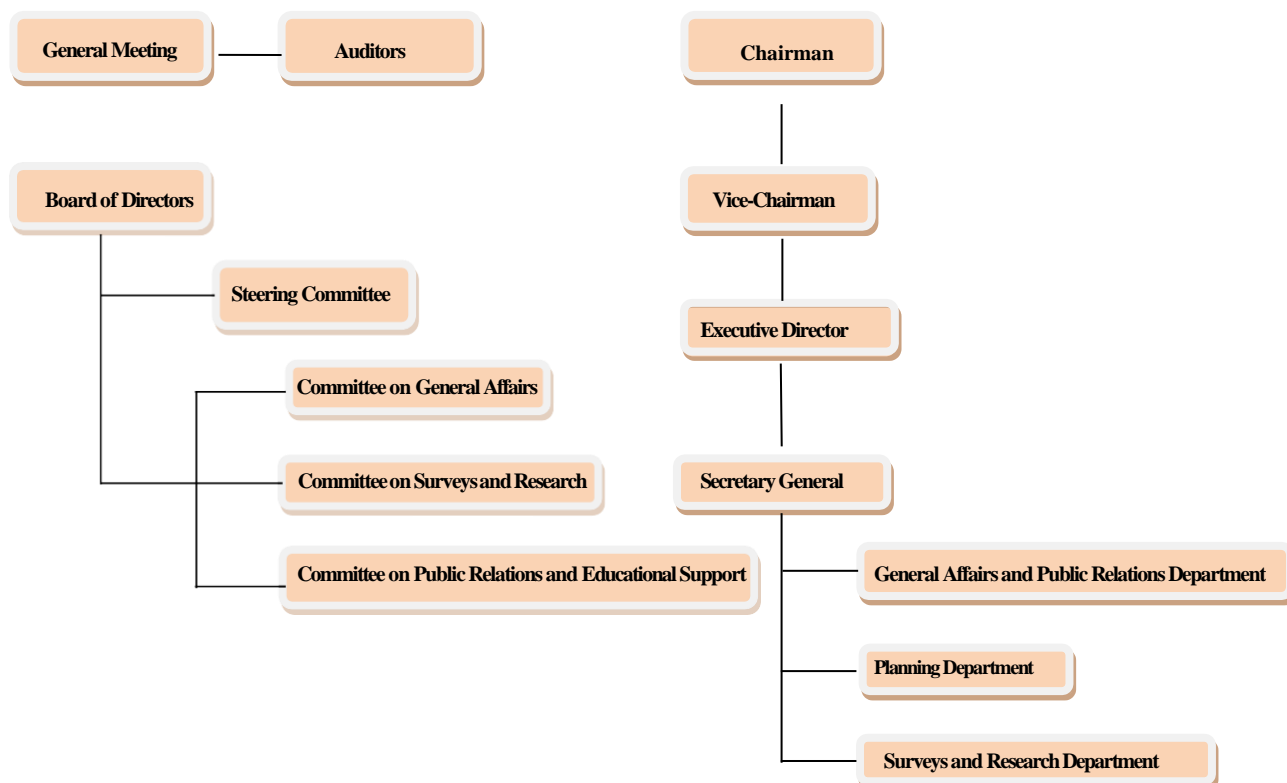 General Meeting
Auditors
Chairman
Board of Directors
Vice-Chairman
Steering Committee
Executive Director
Committee on General Affairs
Committee on Surveys and Research
Secretary General
Committee on Public Relations and Educational Support
General Affairs and Public Relations Department
Planning Department
Surveys and Research Department